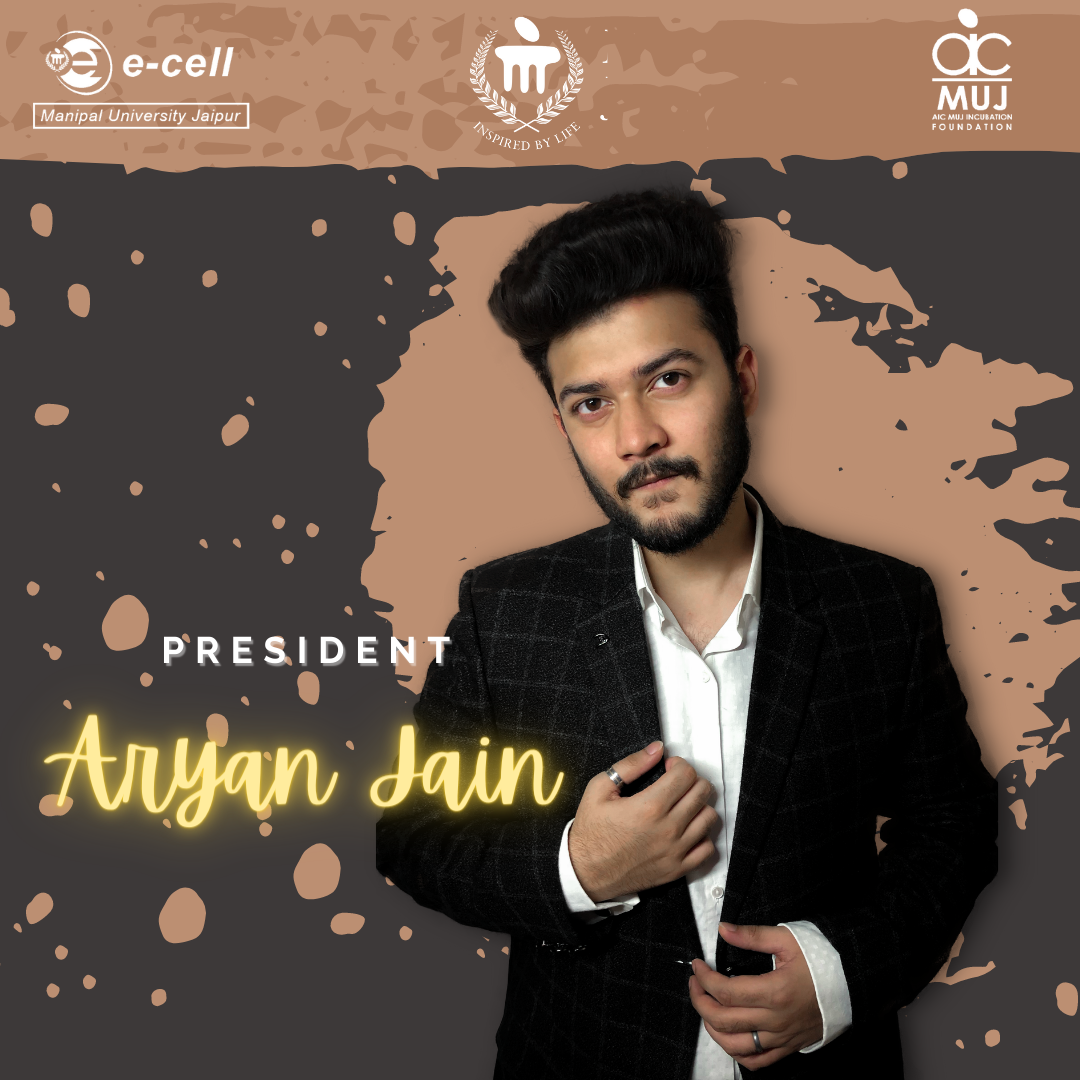 e-cell
Manipal University Jaipur
INSPIRED BY LIFE
aic
MUJ
AIC MUJ INCUBATION
FOUNDATION
PRESIDENT
Aryan Jain